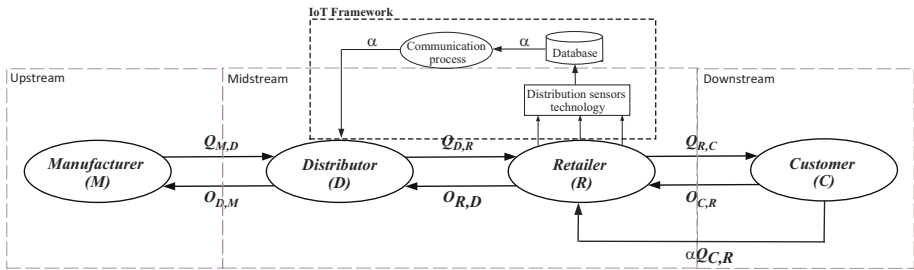 IoT Framework
α
Communication
process
α
Database
Upstream
Midstream
Downstream
Distribution sensors
technology
Q_{M,D}
Q_{D,R}
Q_{R,C}
Manufacturer
(M)
Distributor
(D)
Retailer
(R)
Customer
(C)
O_{D,M}
O_{R,D}
O_{C,R}
αQ_{C,R}